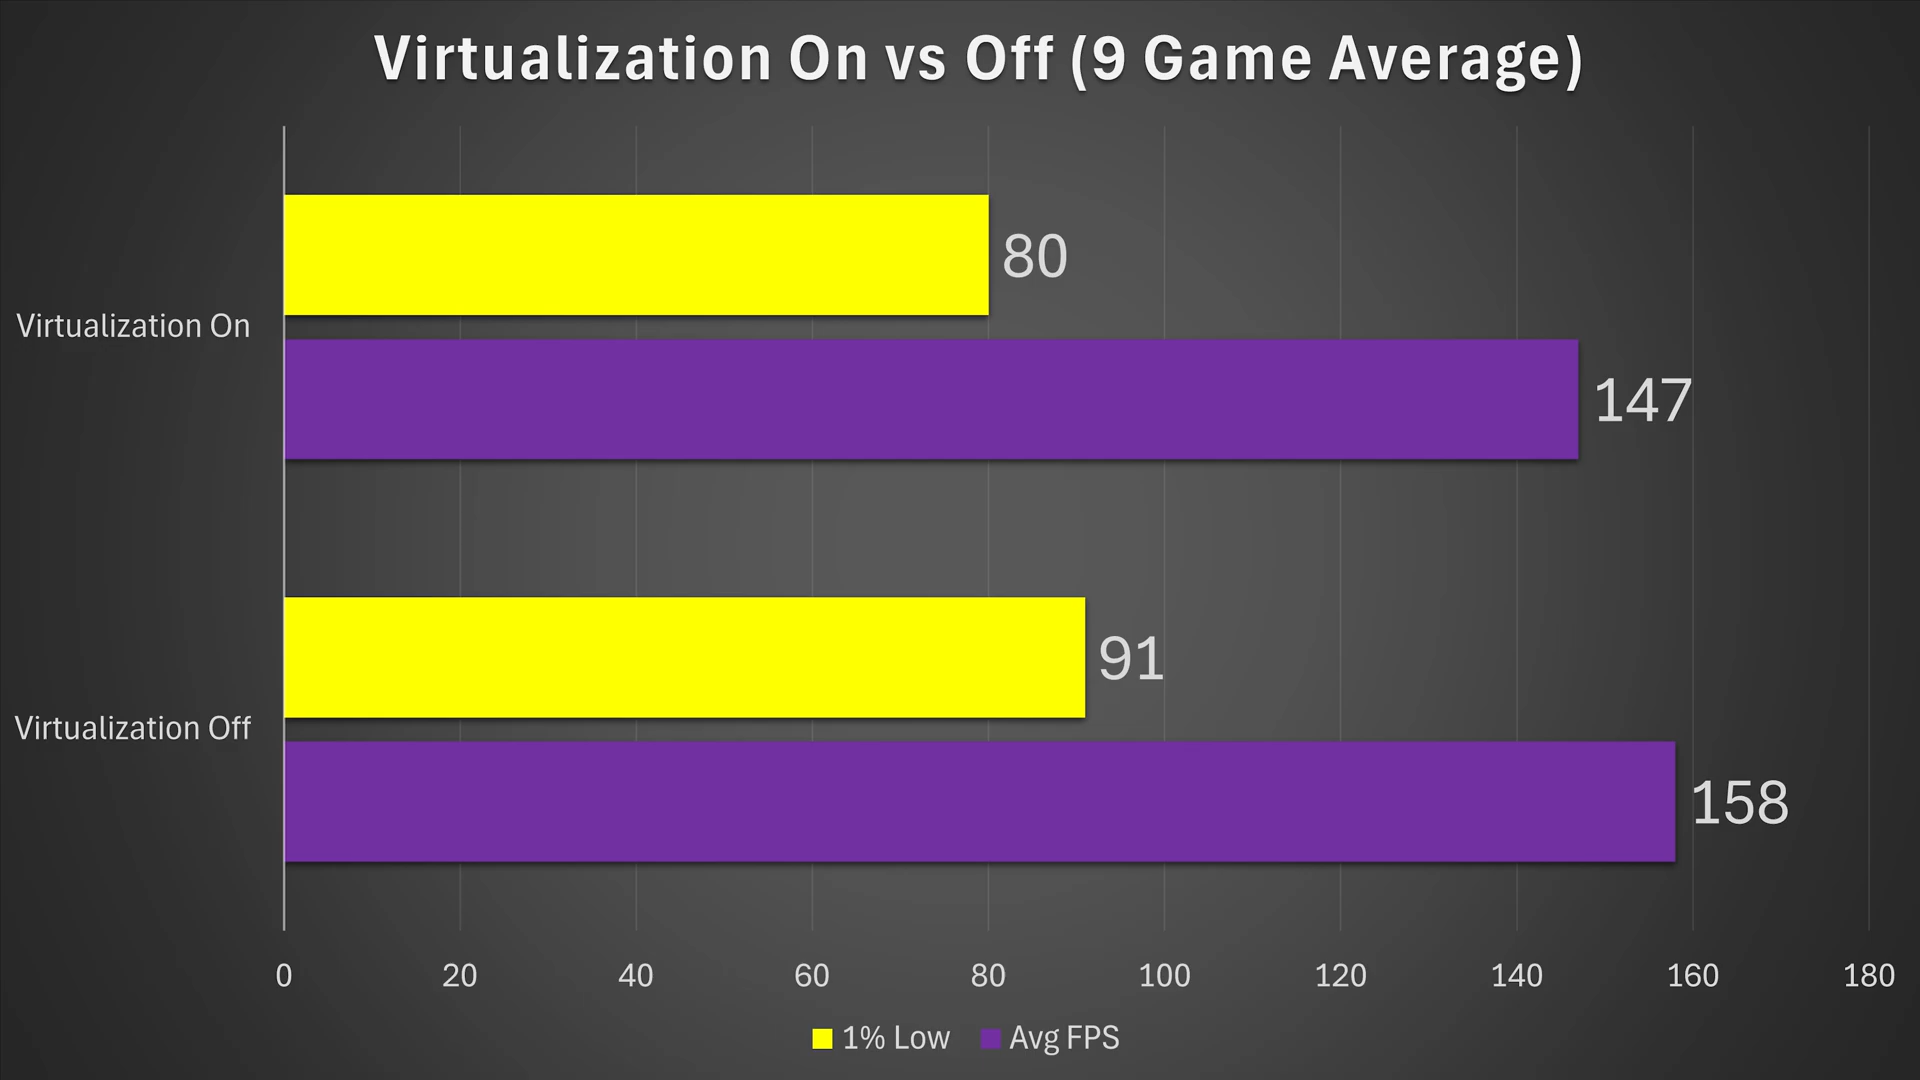 Virtualization On vs Off (9 Game Average)
80
Virtualization On
147
91
Virtualization Off
158
0 20 40 60 80 100 120 140 160 180
1% Low Avg FPS